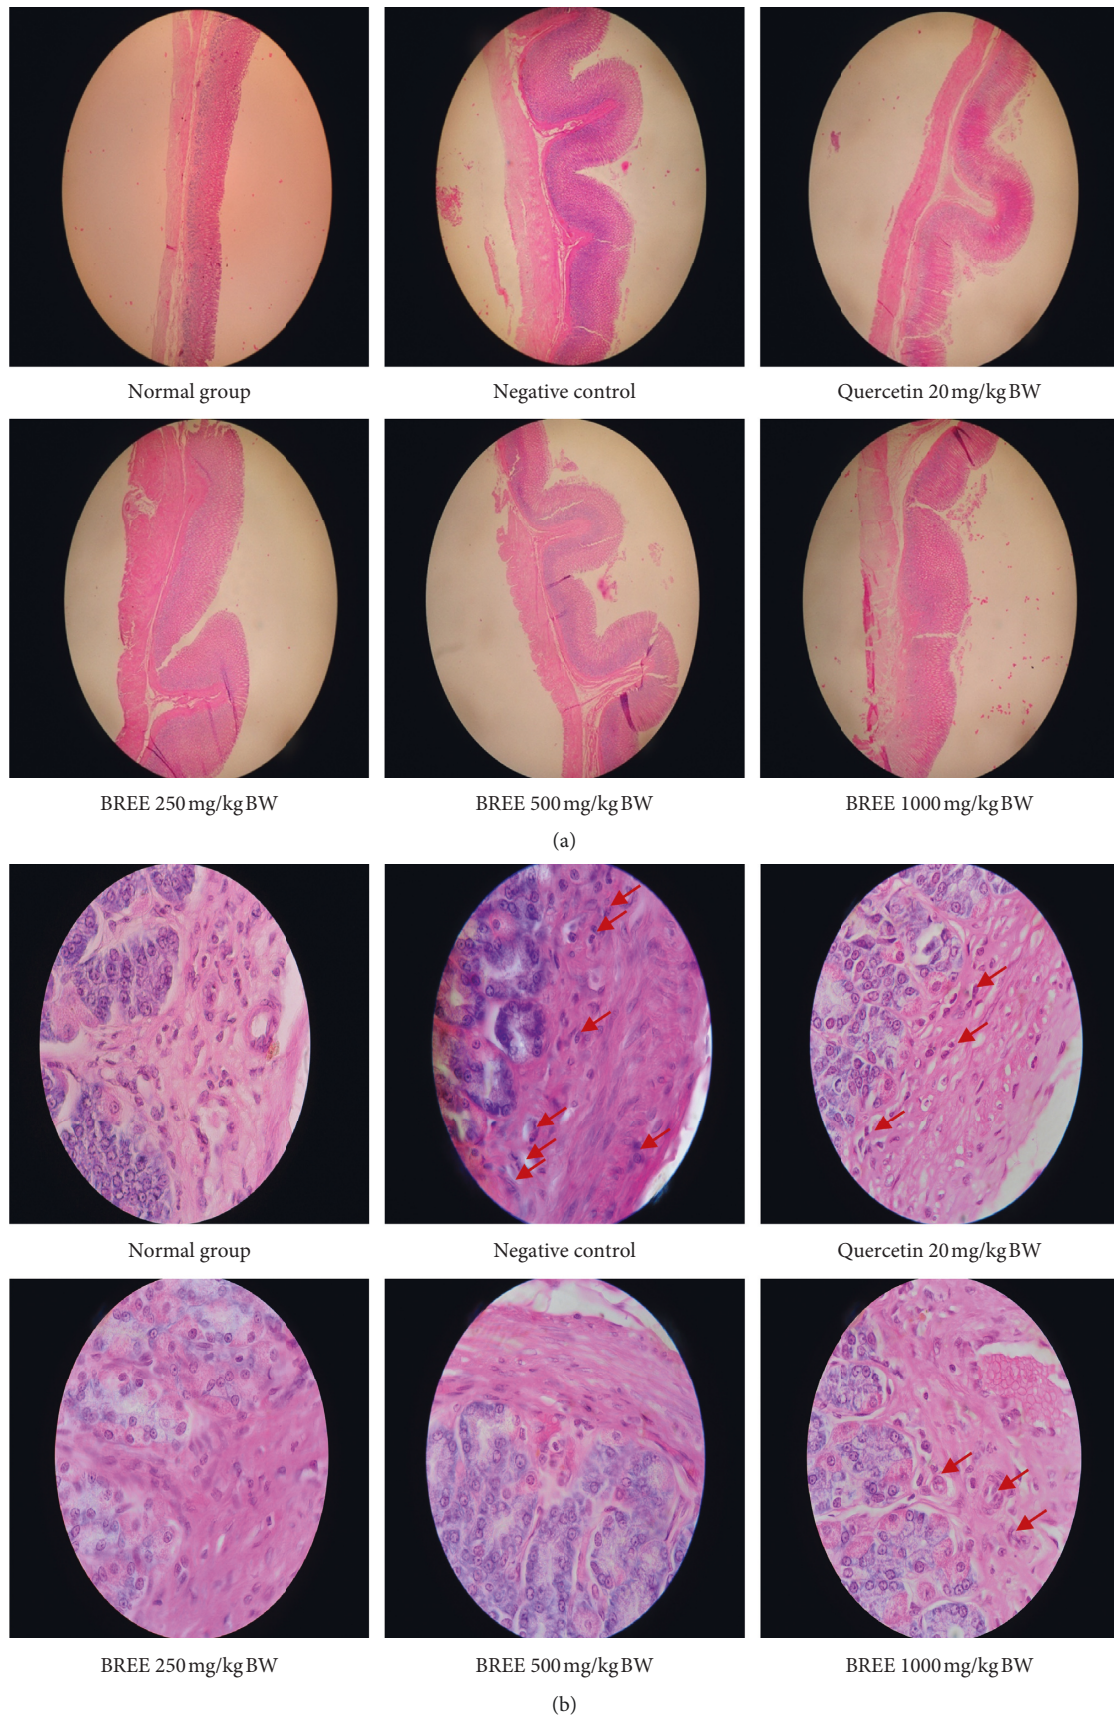 Normal group
Negative control
Quercetin 20 mg/kg BW
BREE 250 mg/kg BW
BREE 500 mg/kg BW
BREE 1000 mg/kg BW
(a)
Normal group
Negative control
Quercetin 20 mg/kg BW
BREE 250 mg/kg BW
BREE 500 mg/kg BW
BREE 1000 mg/kg BW
(b)